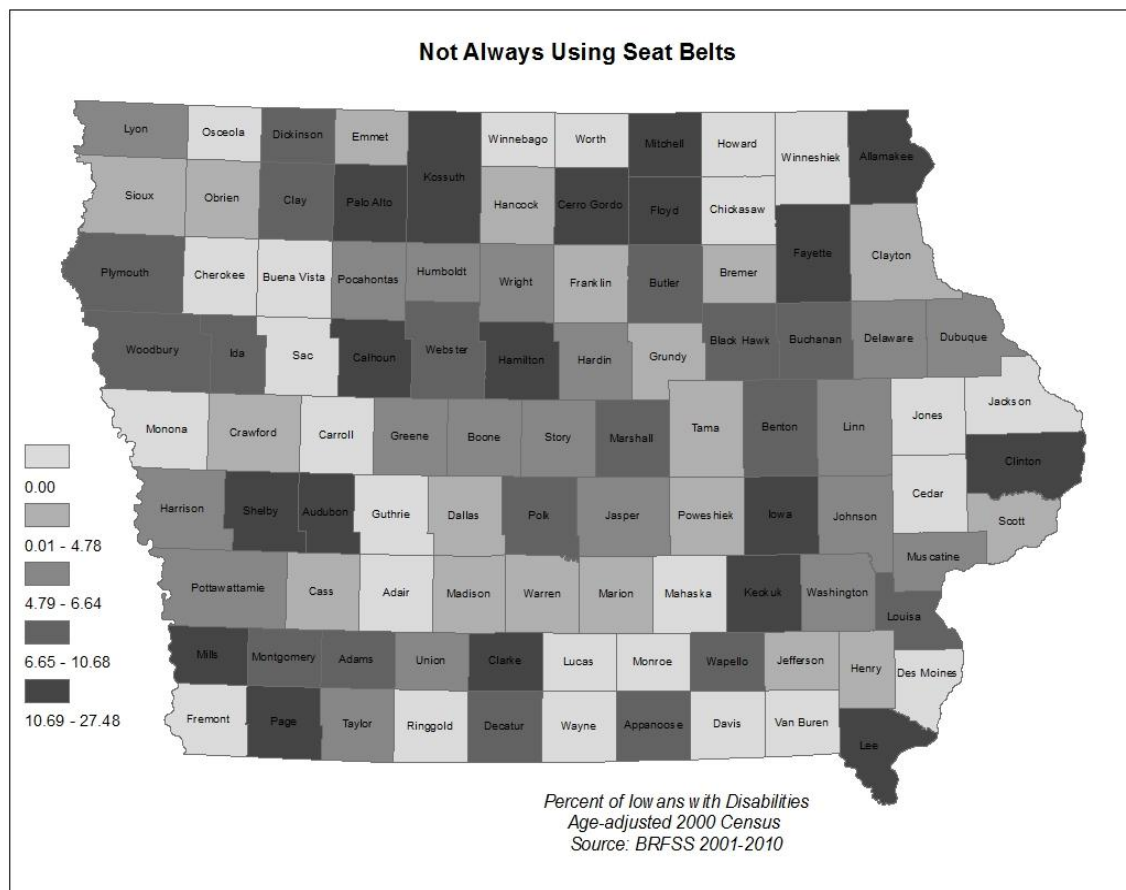 Not Always Using Seat Belts
Lyon
Osceola
Dickinson
Emmet
Kossuth
Winnebago
Worth
Mitchell
Howard
Winneshiek
Allamakee
Sioux
Obrien
Clay
Palo Alto
Hancock
Cerro Gordo
Floyd
Chickasaw
Fayette
Clayton
Plymouth
Cherokee
Buena Vista
Pocahontas
Humboldt
Wright
Franklin
Butler
Bremer
Woodbury
Ida
Sac
Calhoun
Webster
Hamilton
Hardin
Grundy
Black Hawk
Buchanan
Delaware
Dubuque
Monona
Crawford
Carroll
Greene
Boone
Story
Marshall
Tama
Benton
Linn
Jones
Jackson
Clinton
Harrison
Shelby
Audubon
Guthrie
Dallas
Polk
Jasper
Poweshiek
Iowa
Johnson
Cedar
Scott
Muscatine
Pottawattamie
Cass
Adair
Madison
Warren
Marion
Mahaska
Keokuk
Washington
Louisa
Mills
Montgomery
Adams
Union
Clarke
Lucas
Monroe
Wapello
Jefferson
Henry
Des Moines
Fremont
Page
Taylor
Ringgold
Decatur
Wayne
Appanoose
Davis
Van Buren
Lee
0.00
0.01 - 4.78
4.79 - 6.64
6.65 - 10.68
10.69 - 27.48
Percent of Iowans with Disabilities
Age-adjusted 2000 Census
Source: BRFSS 2001-2010